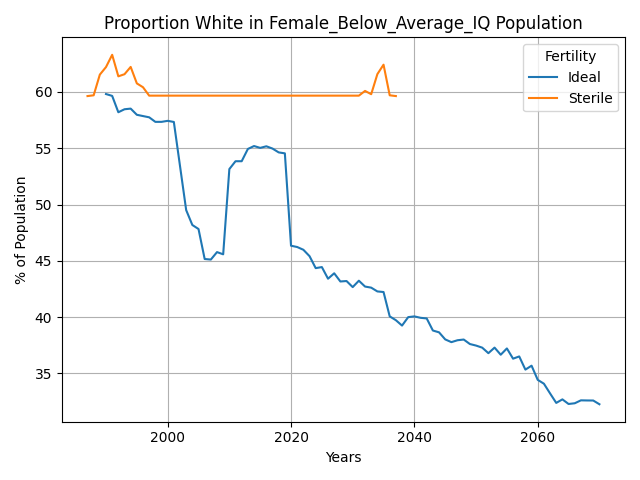 Proportion White in Female_Below_Average_IQ Population
Fertility
Ideal
Sterile
% of Population
60
55
50
45
40
35
2000
2020
2040
2060
Years